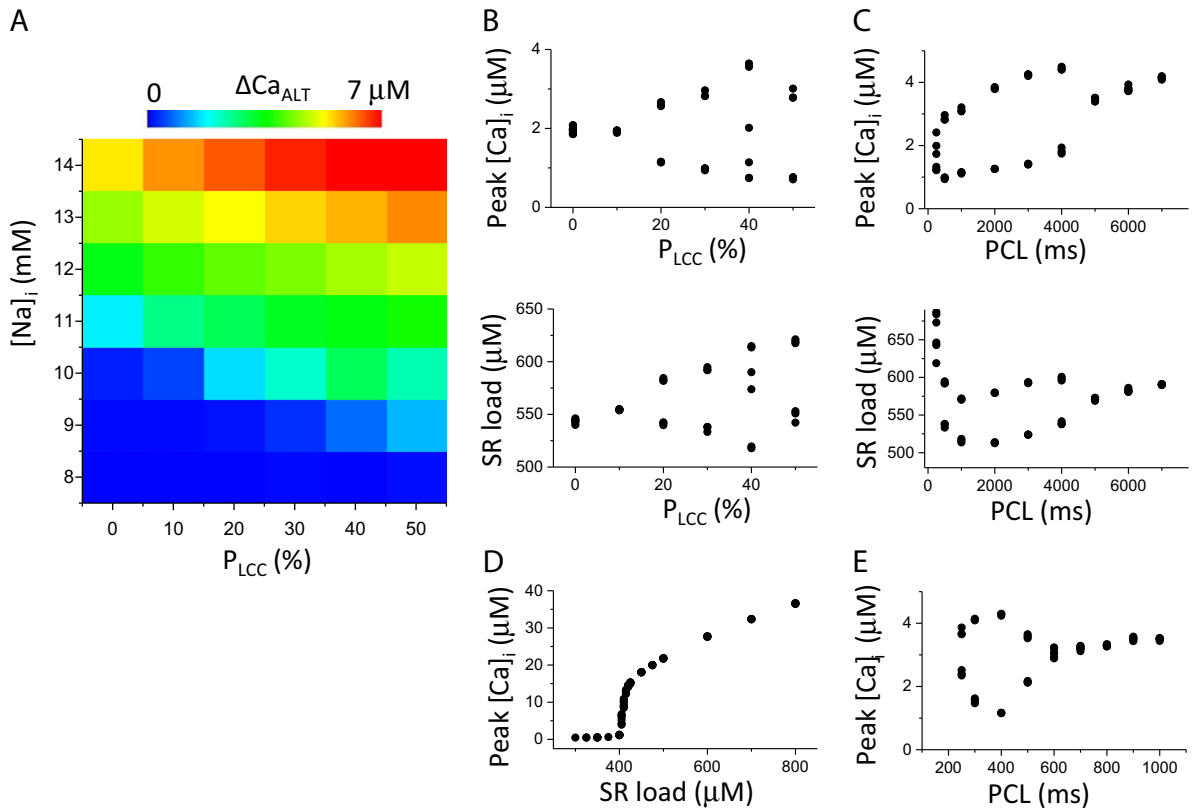 A
0 ΔCa_ALT 7 μM
14
13
12
11
10
9
8
[Na]i (mM)
0 10 20 30 40 50
P_LCC (%)
B
4
2
0
Peak [Ca]i (μM)
0 20 40
P_LCC (%)
650
600
550
500
SR load (μM)
0 20 40
P_LCC (%)
C
4
2
0
Peak [Ca]i (μM)
0 2000 4000 6000
PCL (ms)
650
600
550
500
SR load (μM)
0 2000 4000 6000
PCL (ms)
D
40
30
20
10
0
Peak [Ca]i (μM)
400 600 800
SR load (μM)
E
4
2
0
Peak [Ca]i (μM)
200 400 600 800 1000
PCL (ms)